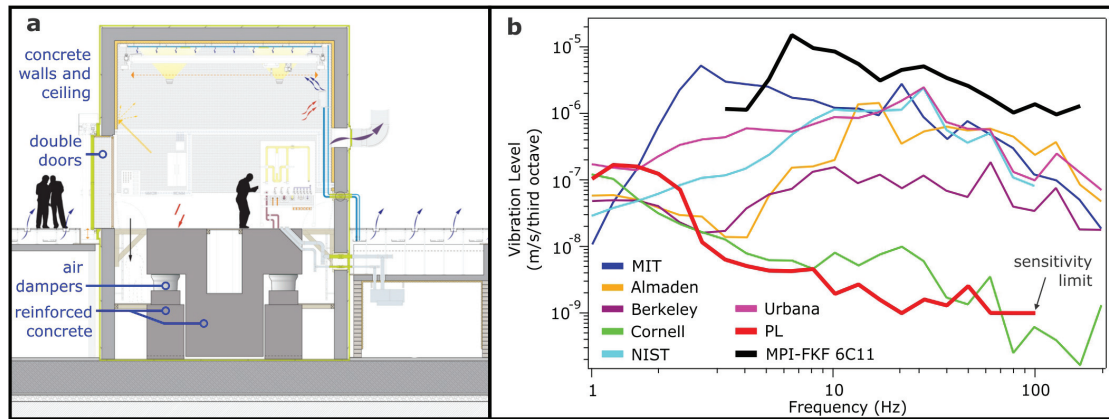 a
concrete
walls and
ceiling
double
doors
air
dampers
reinforced
concrete
b
Vibration Level
(m/s/third octave)
10-5
10-6
10-7
10-8
10-9
MIT
Almaden
Berkeley
Cornell
NIST
Urbana
PL
MPI-FKF 6C11
sensitivity
limit
1
10
100
Frequency (Hz)